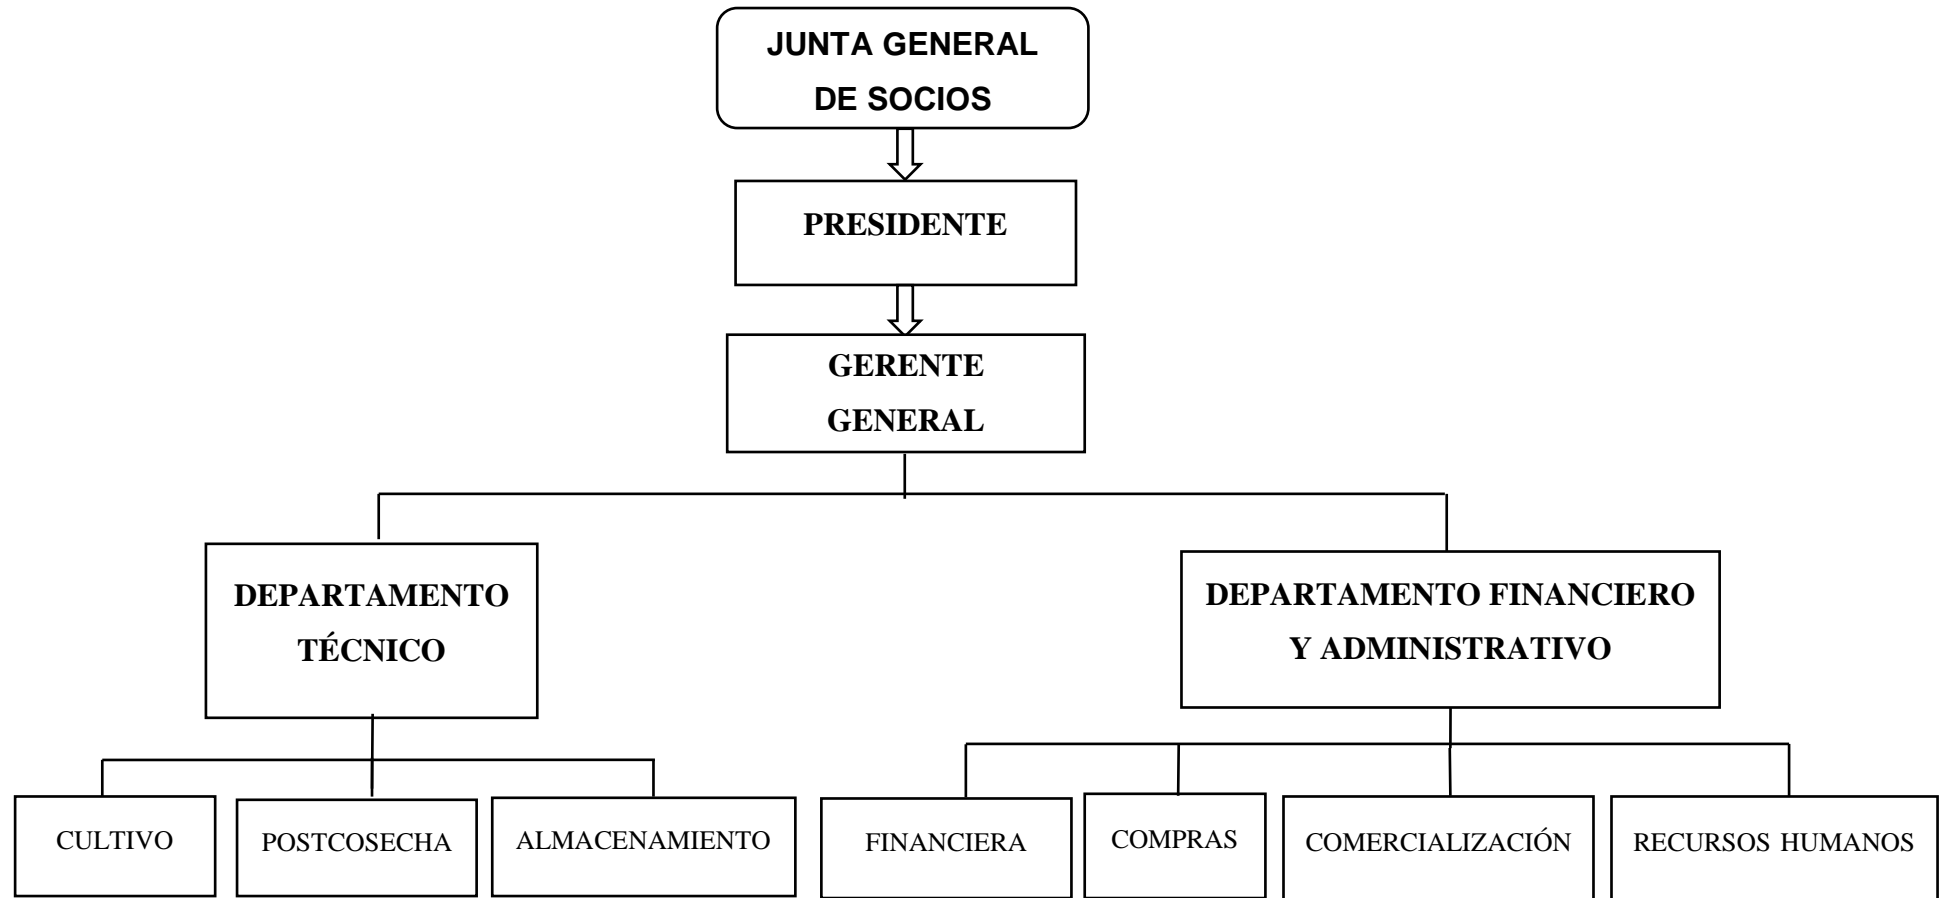 JUNTA GENERAL
DE SOCIOS
PRESIDENTE
GERENTE
GENERAL
DEPARTAMENTO
TÉCNICO
DEPARTAMENTO FINANCIERO
Y ADMINISTRATIVO
CULTIVO
POSTCOSECHA
ALMACENAMIENTO
FINANCIERA
COMPRAS
COMERCIALIZACIÓN
RECURSOS HUMANOS